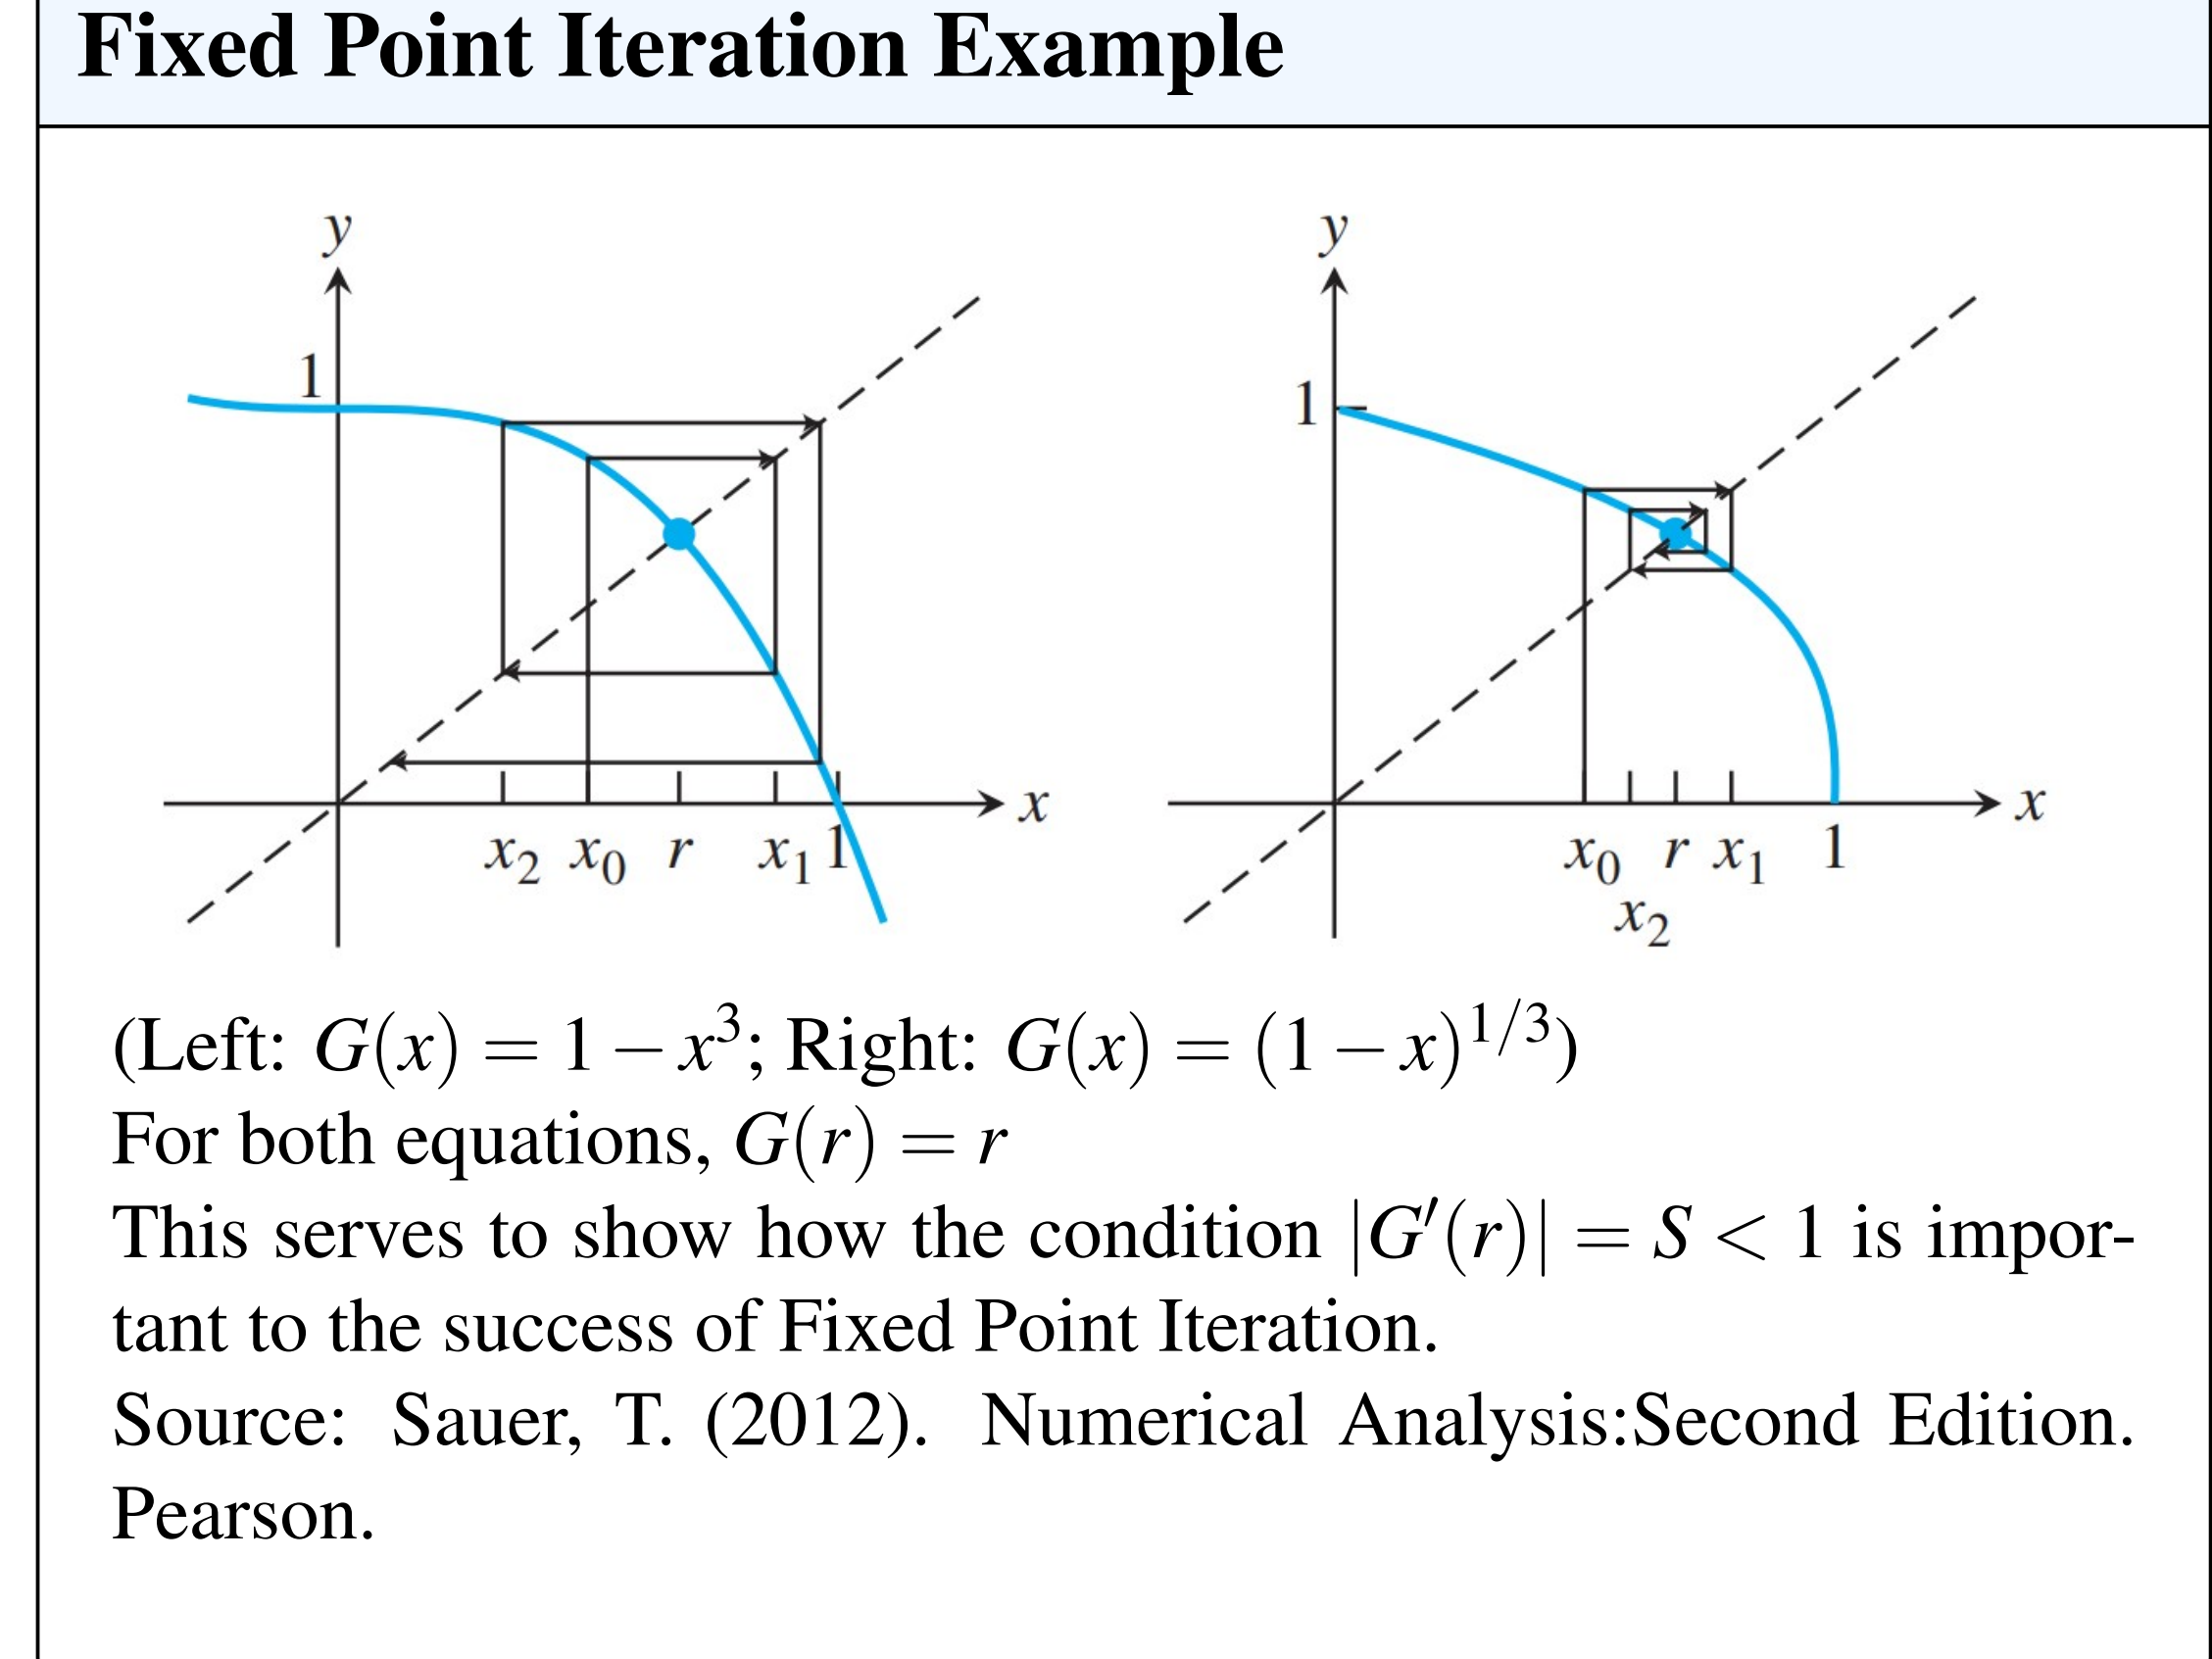 Fixed Point Iteration Example
y
1
x
x₂ x₀ r x₁ 1
y
1
x
x₀ r x₁ 1
x₂
(Left: G(x) = 1 − x³; Right: G(x) = (1 − x)^{1/3})
For both equations, G(r) = r
This serves to show how the condition |G′(r)| = S < 1 is impor-
tant to the success of Fixed Point Iteration.
Source: Sauer, T. (2012). Numerical Analysis:Second Edition.
Pearson.